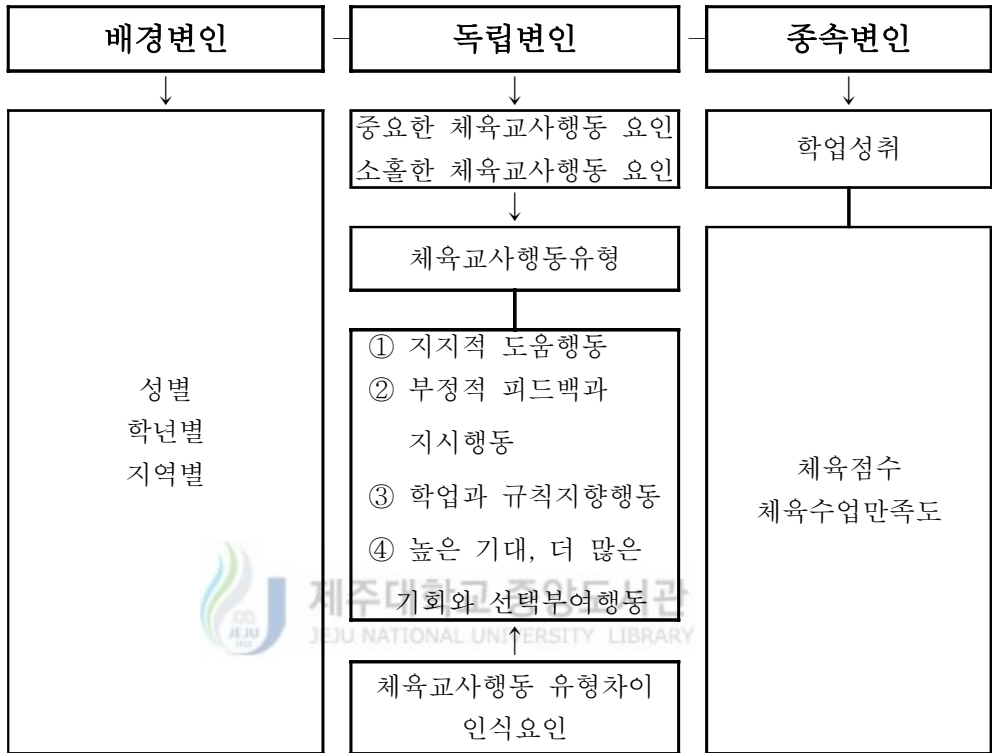 배경변인
독립변인
종속변인
성별
학년별
지역별
중요한 체육교사행동 요인
소홀한 체육교사행동 요인
체육교사행동유형
① 지지적 도움행동
② 부정적 피드백과
지시행동
③ 학업과 규칙지향행동
④ 높은 기대, 더 많은
기회와 선택부여행동
체육교사행동 유형차이
인식요인
학업성취
체육점수
체육수업만족도
제주대학교 중앙도서관
JEJU NATIONAL UNIVERSITY LIBRARY
JEJU
1952